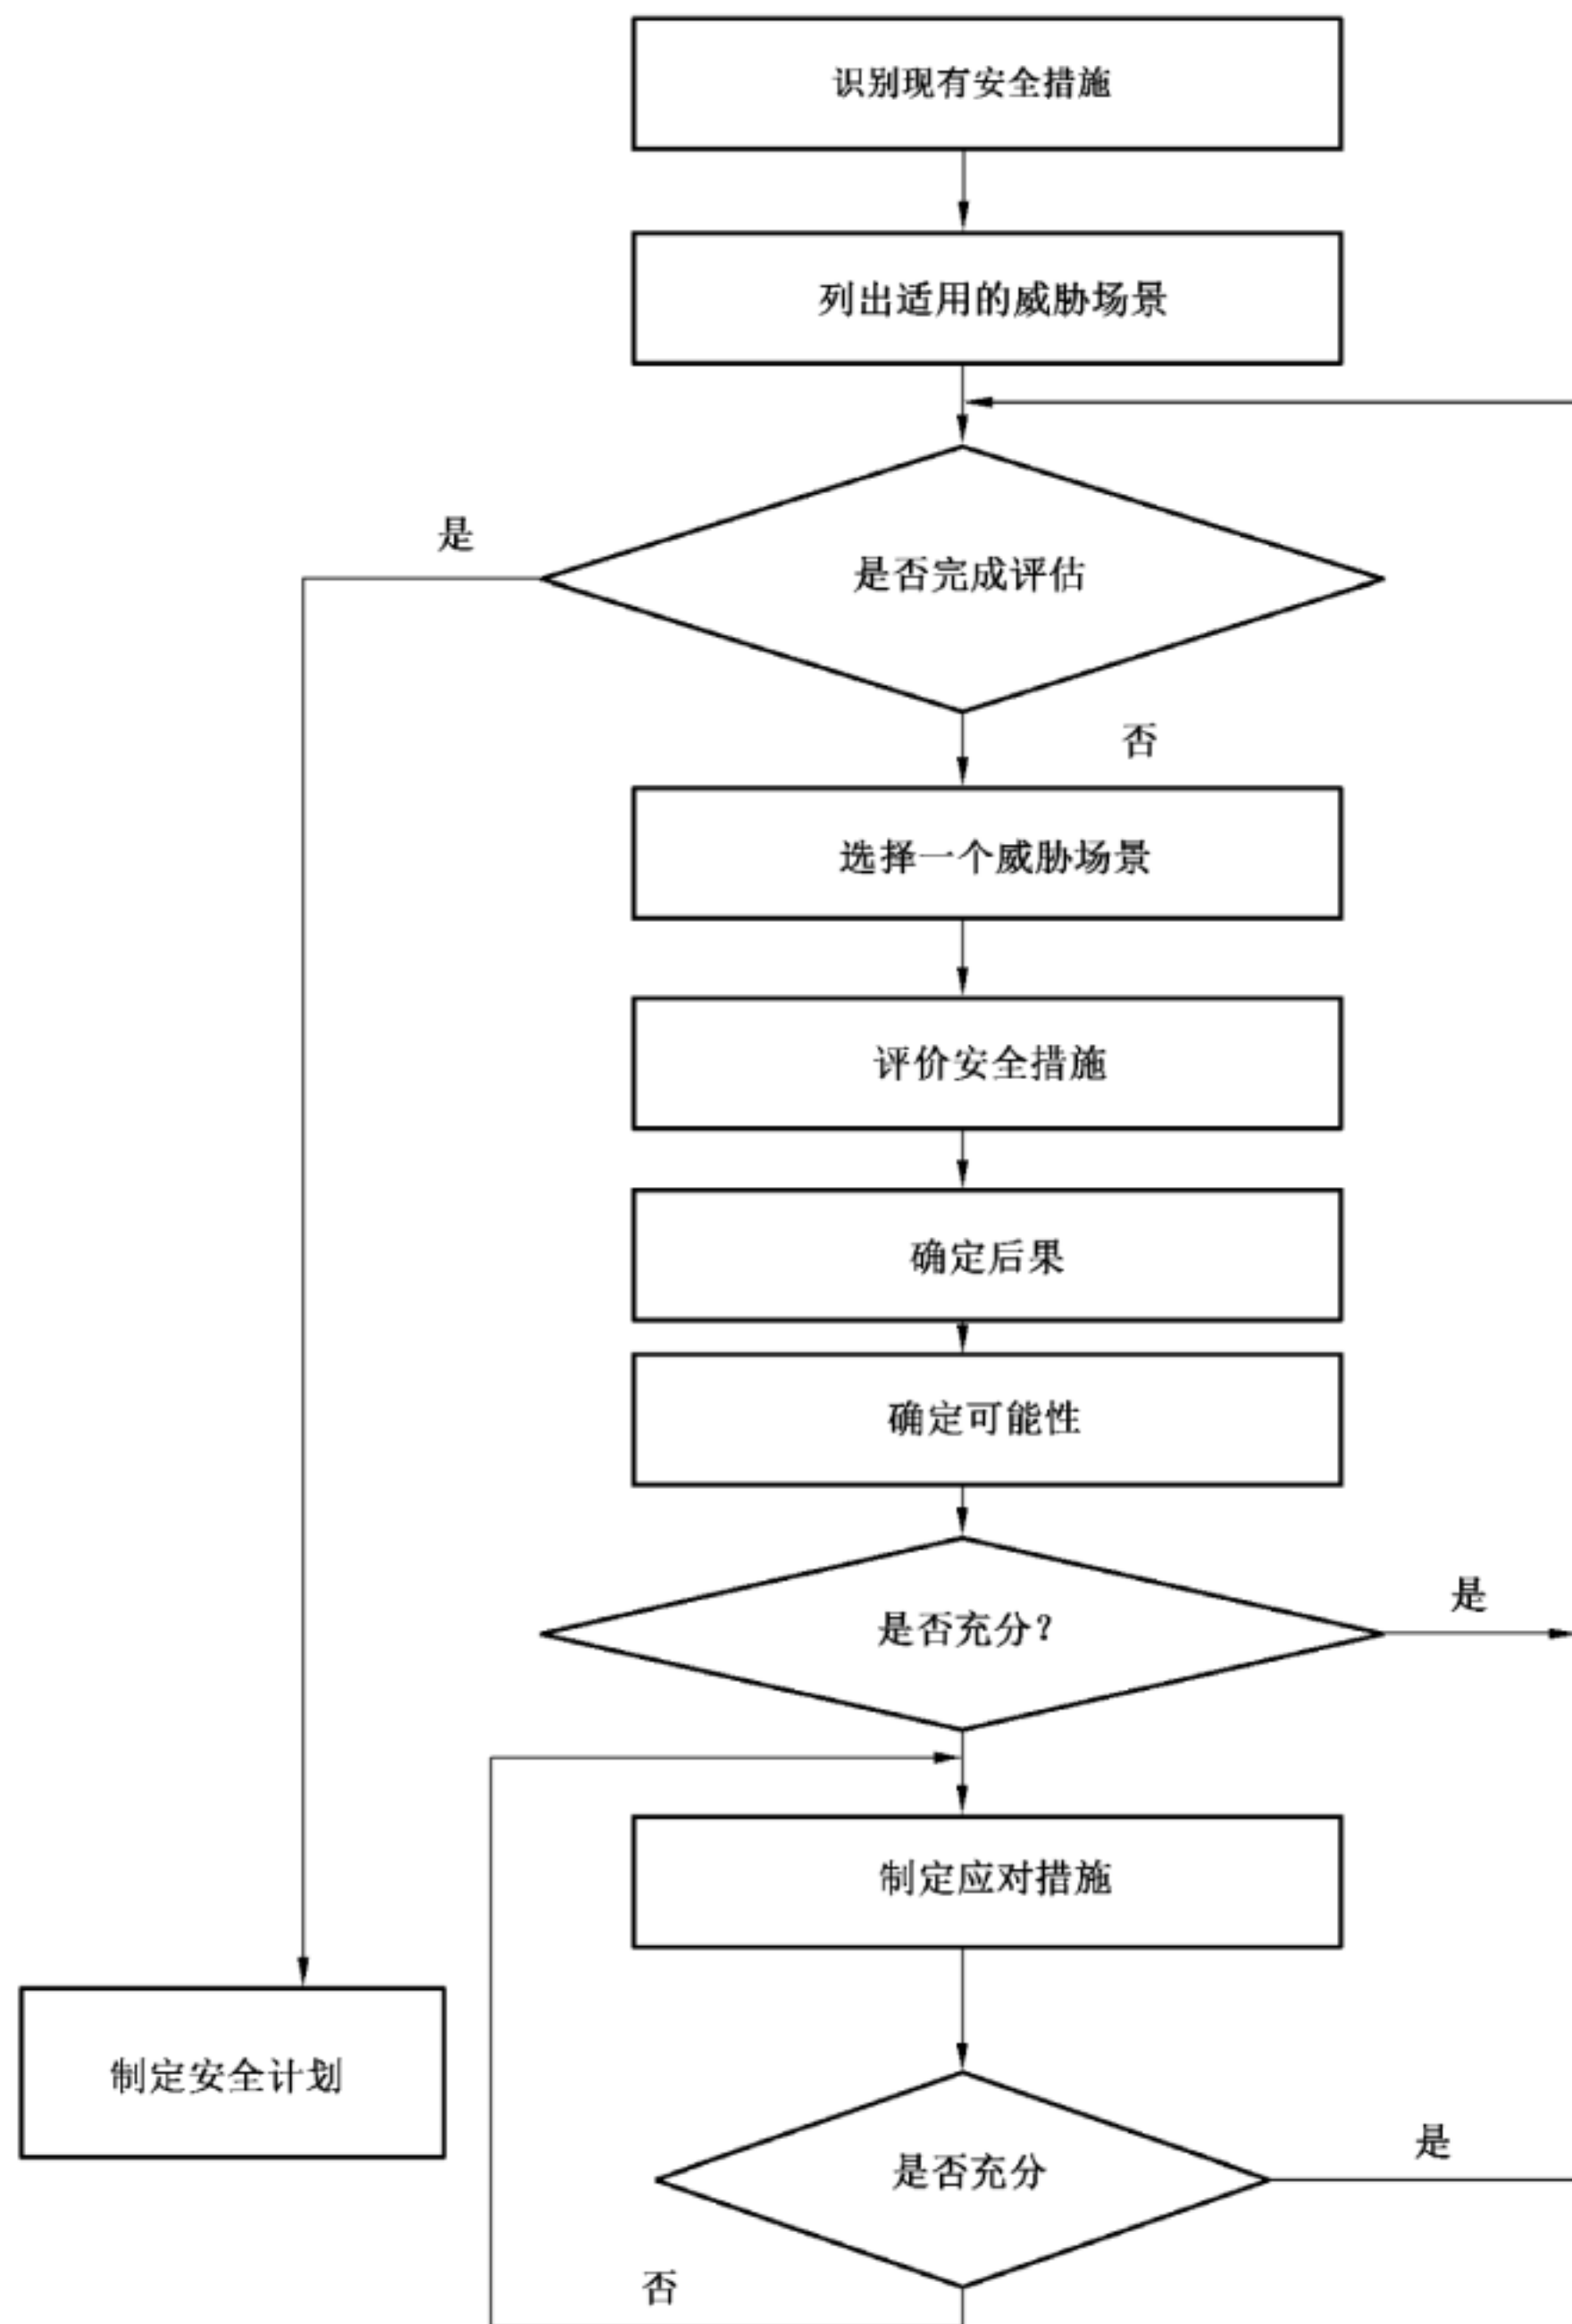 识别现有安全措施
列出适用的威胁场景
是
是否完成评估
否
选择一个威胁场景
评价安全措施
确定后果
确定可能性
是否充分？
是
制定应对措施
制定安全计划
是否充分
是
否